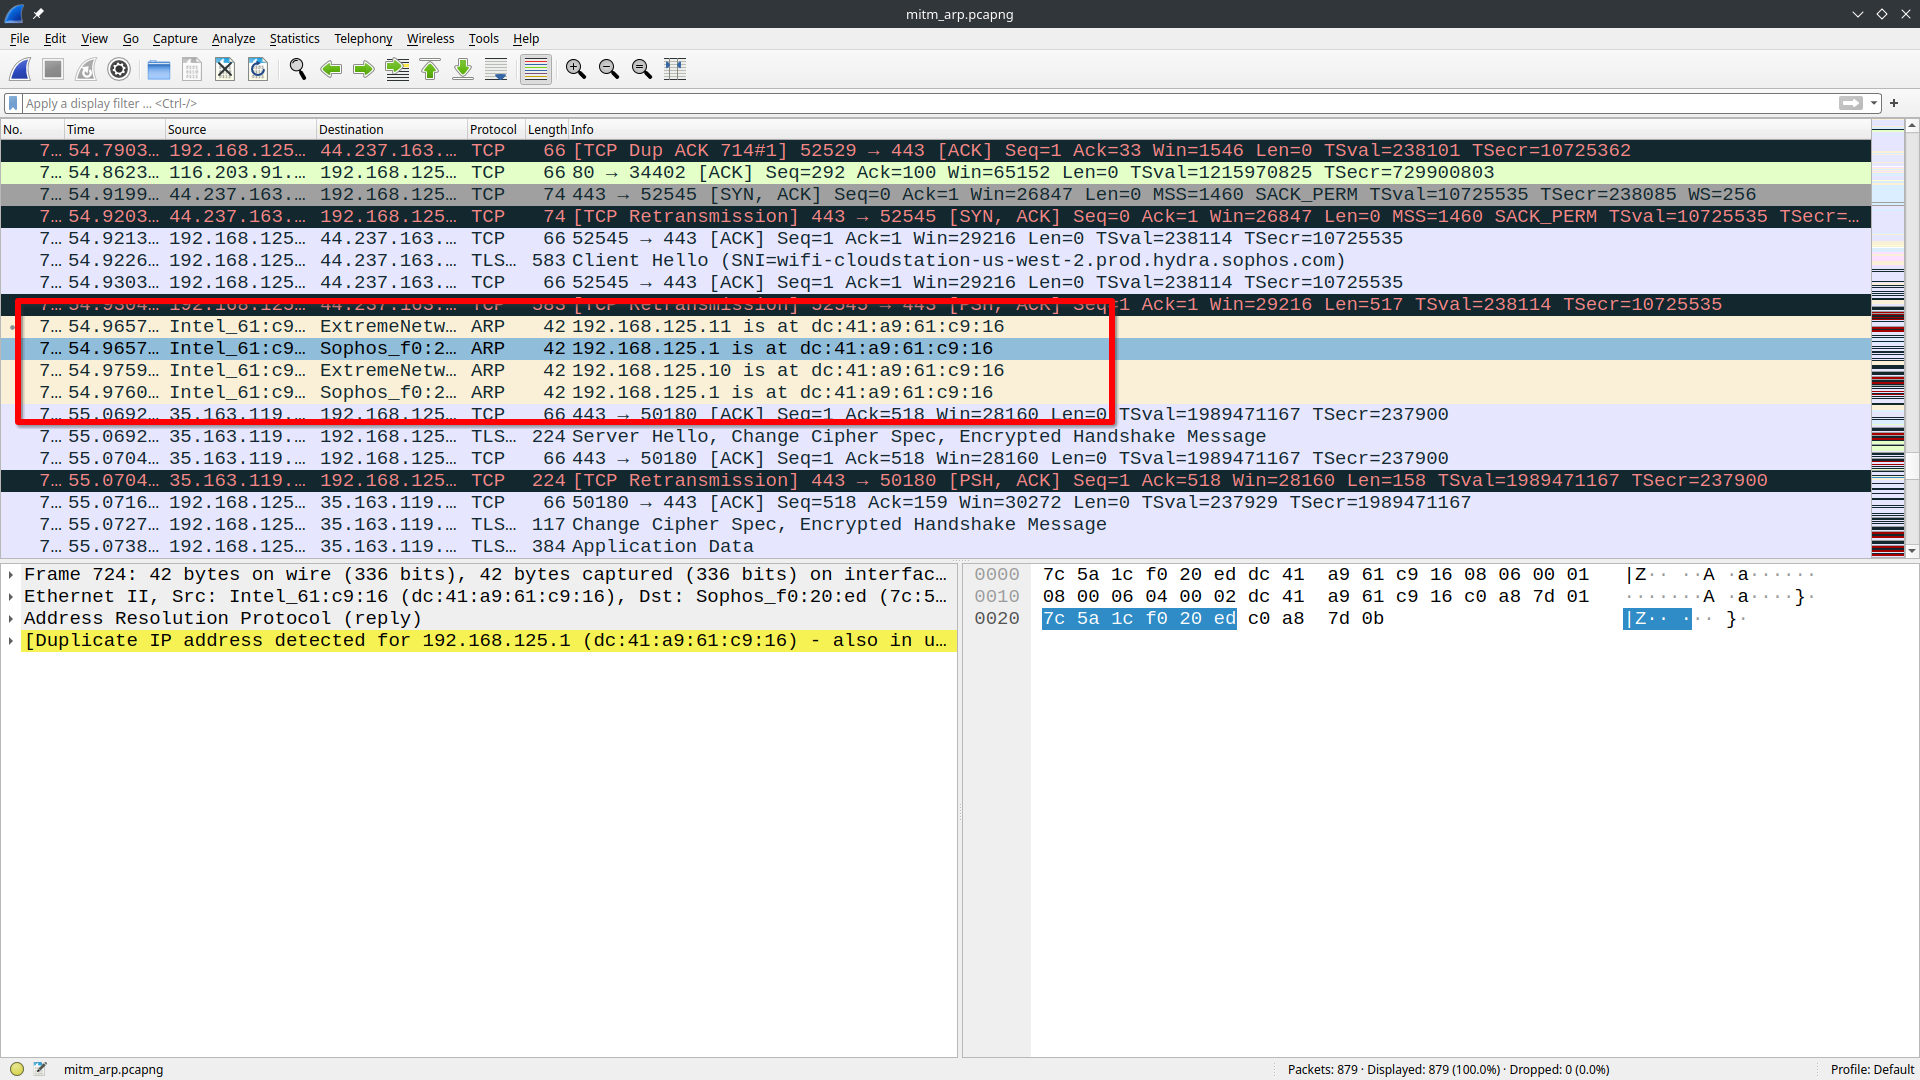 mitm_arp.pcapng
File Edit View Go Capture Analyze Statistics Telephony Wireless Tools Help
Apply a display filter ... <Ctrl-/>
No. Time Source Destination Protocol Length Info
7… 54.7903… 192.168.125… 44.237.163.… TCP 66 [TCP Dup ACK 714#1] 52529 → 443 [ACK] Seq=1 Ack=33 Win=1546 Len=0 TSval=238101 TSecr=10725362
7… 54.8623… 116.203.91.… 192.168.125… TCP 66 80 → 34402 [ACK] Seq=292 Ack=100 Win=65152 Len=0 TSval=1215970825 TSecr=729900803
7… 54.9199… 44.237.163.… 192.168.125… TCP 74 443 → 52545 [SYN, ACK] Seq=0 Ack=1 Win=26847 Len=0 MSS=1460 SACK_PERM TSval=10725535 TSecr=238085 WS=256
7… 54.9203… 44.237.163.… 192.168.125… TCP 74 [TCP Retransmission] 443 → 52545 [SYN, ACK] Seq=0 Ack=1 Win=26847 Len=0 MSS=1460 SACK_PERM TSval=10725535 TSecr=…
7… 54.9213… 192.168.125… 44.237.163.… TCP 66 52545 → 443 [ACK] Seq=1 Ack=1 Win=29216 Len=0 TSval=238114 TSecr=10725535
7… 54.9226… 192.168.125… 44.237.163.… TLS… 583 Client Hello (SNI=wifi-cloudstation-us-west-2.prod.hydra.sophos.com)
7… 54.9303… 192.168.125… 44.237.163.… TCP 66 52545 → 443 [ACK] Seq=1 Ack=1 Win=29216 Len=0 TSval=238114 TSecr=10725535
7… 54.9304… 192.168.125… 44.237.163.… TCP 583 [TCP Retransmission] 52545 → 443 [PSH, ACK] Seq=1 Ack=1 Win=29216 Len=517 TSval=238114 TSecr=10725535
7… 54.9657… Intel_61:c9… ExtremeNetw… ARP 42 192.168.125.11 is at dc:41:a9:61:c9:16
7… 54.9657… Intel_61:c9… Sophos_f0:2… ARP 42 192.168.125.1 is at dc:41:a9:61:c9:16
7… 54.9759… Intel_61:c9… ExtremeNetw… ARP 42 192.168.125.10 is at dc:41:a9:61:c9:16
7… 54.9760… Intel_61:c9… Sophos_f0:2… ARP 42 192.168.125.1 is at dc:41:a9:61:c9:16
7… 55.0692… 35.163.119.… 192.168.125… TCP 66 443 → 50180 [ACK] Seq=1 Ack=518 Win=28160 Len=0 TSval=1989471167 TSecr=237900
7… 55.0692… 35.163.119.… 192.168.125… TLS… 224 Server Hello, Change Cipher Spec, Encrypted Handshake Message
7… 55.0704… 35.163.119.… 192.168.125… TCP 66 443 → 50180 [ACK] Seq=1 Ack=518 Win=28160 Len=0 TSval=1989471167 TSecr=237900
7… 55.0704… 35.163.119.… 192.168.125… TCP 224 [TCP Retransmission] 443 → 50180 [PSH, ACK] Seq=1 Ack=518 Win=28160 Len=158 TSval=1989471167 TSecr=237900
7… 55.0716… 192.168.125… 35.163.119.… TCP 66 50180 → 443 [ACK] Seq=518 Ack=159 Win=30272 Len=0 TSval=237929 TSecr=1989471167
7… 55.0727… 192.168.125… 35.163.119.… TLS… 117 Change Cipher Spec, Encrypted Handshake Message
7… 55.0738… 192.168.125… 35.163.119.… TLS… 384 Application Data
Frame 724: 42 bytes on wire (336 bits), 42 bytes captured (336 bits) on interfac…
Ethernet II, Src: Intel_61:c9:16 (dc:41:a9:61:c9:16), Dst: Sophos_f0:20:ed (7c:5…
Address Resolution Protocol (reply)
[Duplicate IP address detected for 192.168.125.1 (dc:41:a9:61:c9:16) - also in u…
0000 7c 5a 1c f0 20 ed dc 41 a9 61 c9 16 08 06 00 01 |Z·· ··A ·a······
0010 08 00 06 04 00 02 dc 41 a9 61 c9 16 c0 a8 7d 01 ·······A ·a····}·
0020 7c 5a 1c f0 20 ed c0 a8 7d 0b |Z·· ··· }·
mitm_arp.pcapng
Packets: 879 · Displayed: 879 (100.0%) · Dropped: 0 (0.0%)
Profile: Default